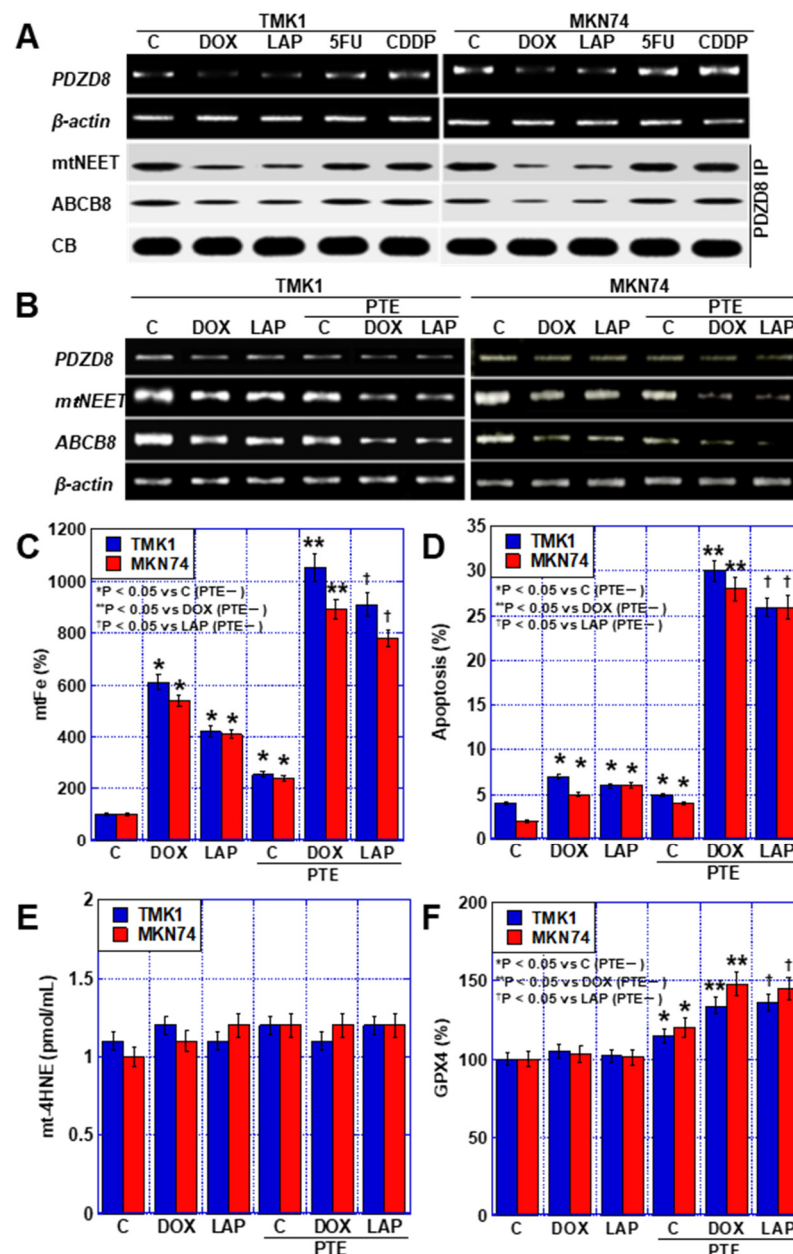 A
TMK1
MKN74
C DOX LAP 5FU CDDP C DOX LAP 5FU CDDP
PDZD8
β-actin
mtNEET
ABCB8
CB
PDZD8 IP
B
TMK1
MKN74
PTE
PTE
C DOX LAP C DOX LAP C DOX LAP C DOX LAP
PDZD8
mtNEET
ABCB8
β-actin
C
mtFe (%)
1200
1000
800
600
400
200
0
TMK1
MKN74
*P < 0.05 vs C (PTE−)
**P < 0.05 vs DOX (PTE−)
†P < 0.05 vs LAP (PTE−)
* * * * * * ** ** † †
C DOX LAP C DOX LAP
PTE
D
Apoptosis (%)
35
30
25
20
15
10
5
0
TMK1
MKN74
*P < 0.05 vs C (PTE−)
**P < 0.05 vs DOX (PTE−)
†P < 0.05 vs LAP (PTE−)
* * * * * * ** ** † †
C DOX LAP C DOX LAP
PTE
E
mt-4HNE (pmol/mL)
2
1.5
1
0.5
0
TMK1
MKN74
C DOX LAP C DOX LAP
PTE
F
GPX4 (%)
200
150
100
50
0
TMK1
MKN74
*P < 0.05 vs C (PTE−)
**P < 0.05 vs DOX (PTE−)
†P < 0.05 vs LAP (PTE−)
* * ** ** † †
C DOX LAP C DOX LAP
PTE